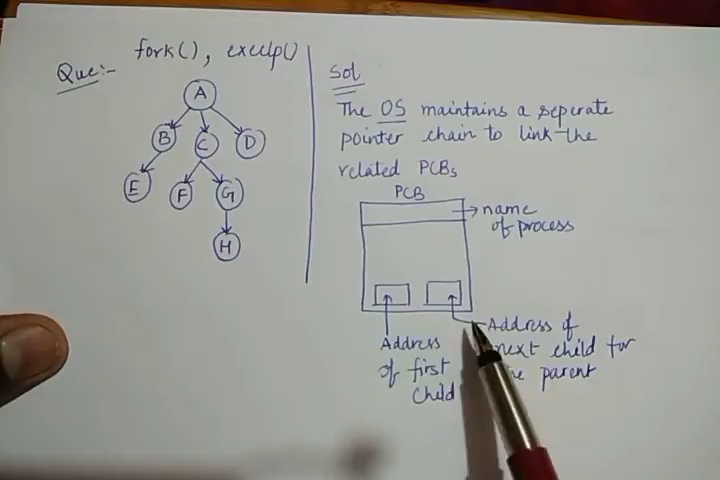 Que:- fork(), execlp()
A
B C D
E F G
H
Sol
The OS maintains a seperate
pointer chain to link the
related PCBs
PCB
name
of process
Address
of first
child
Address of
next child for
parent